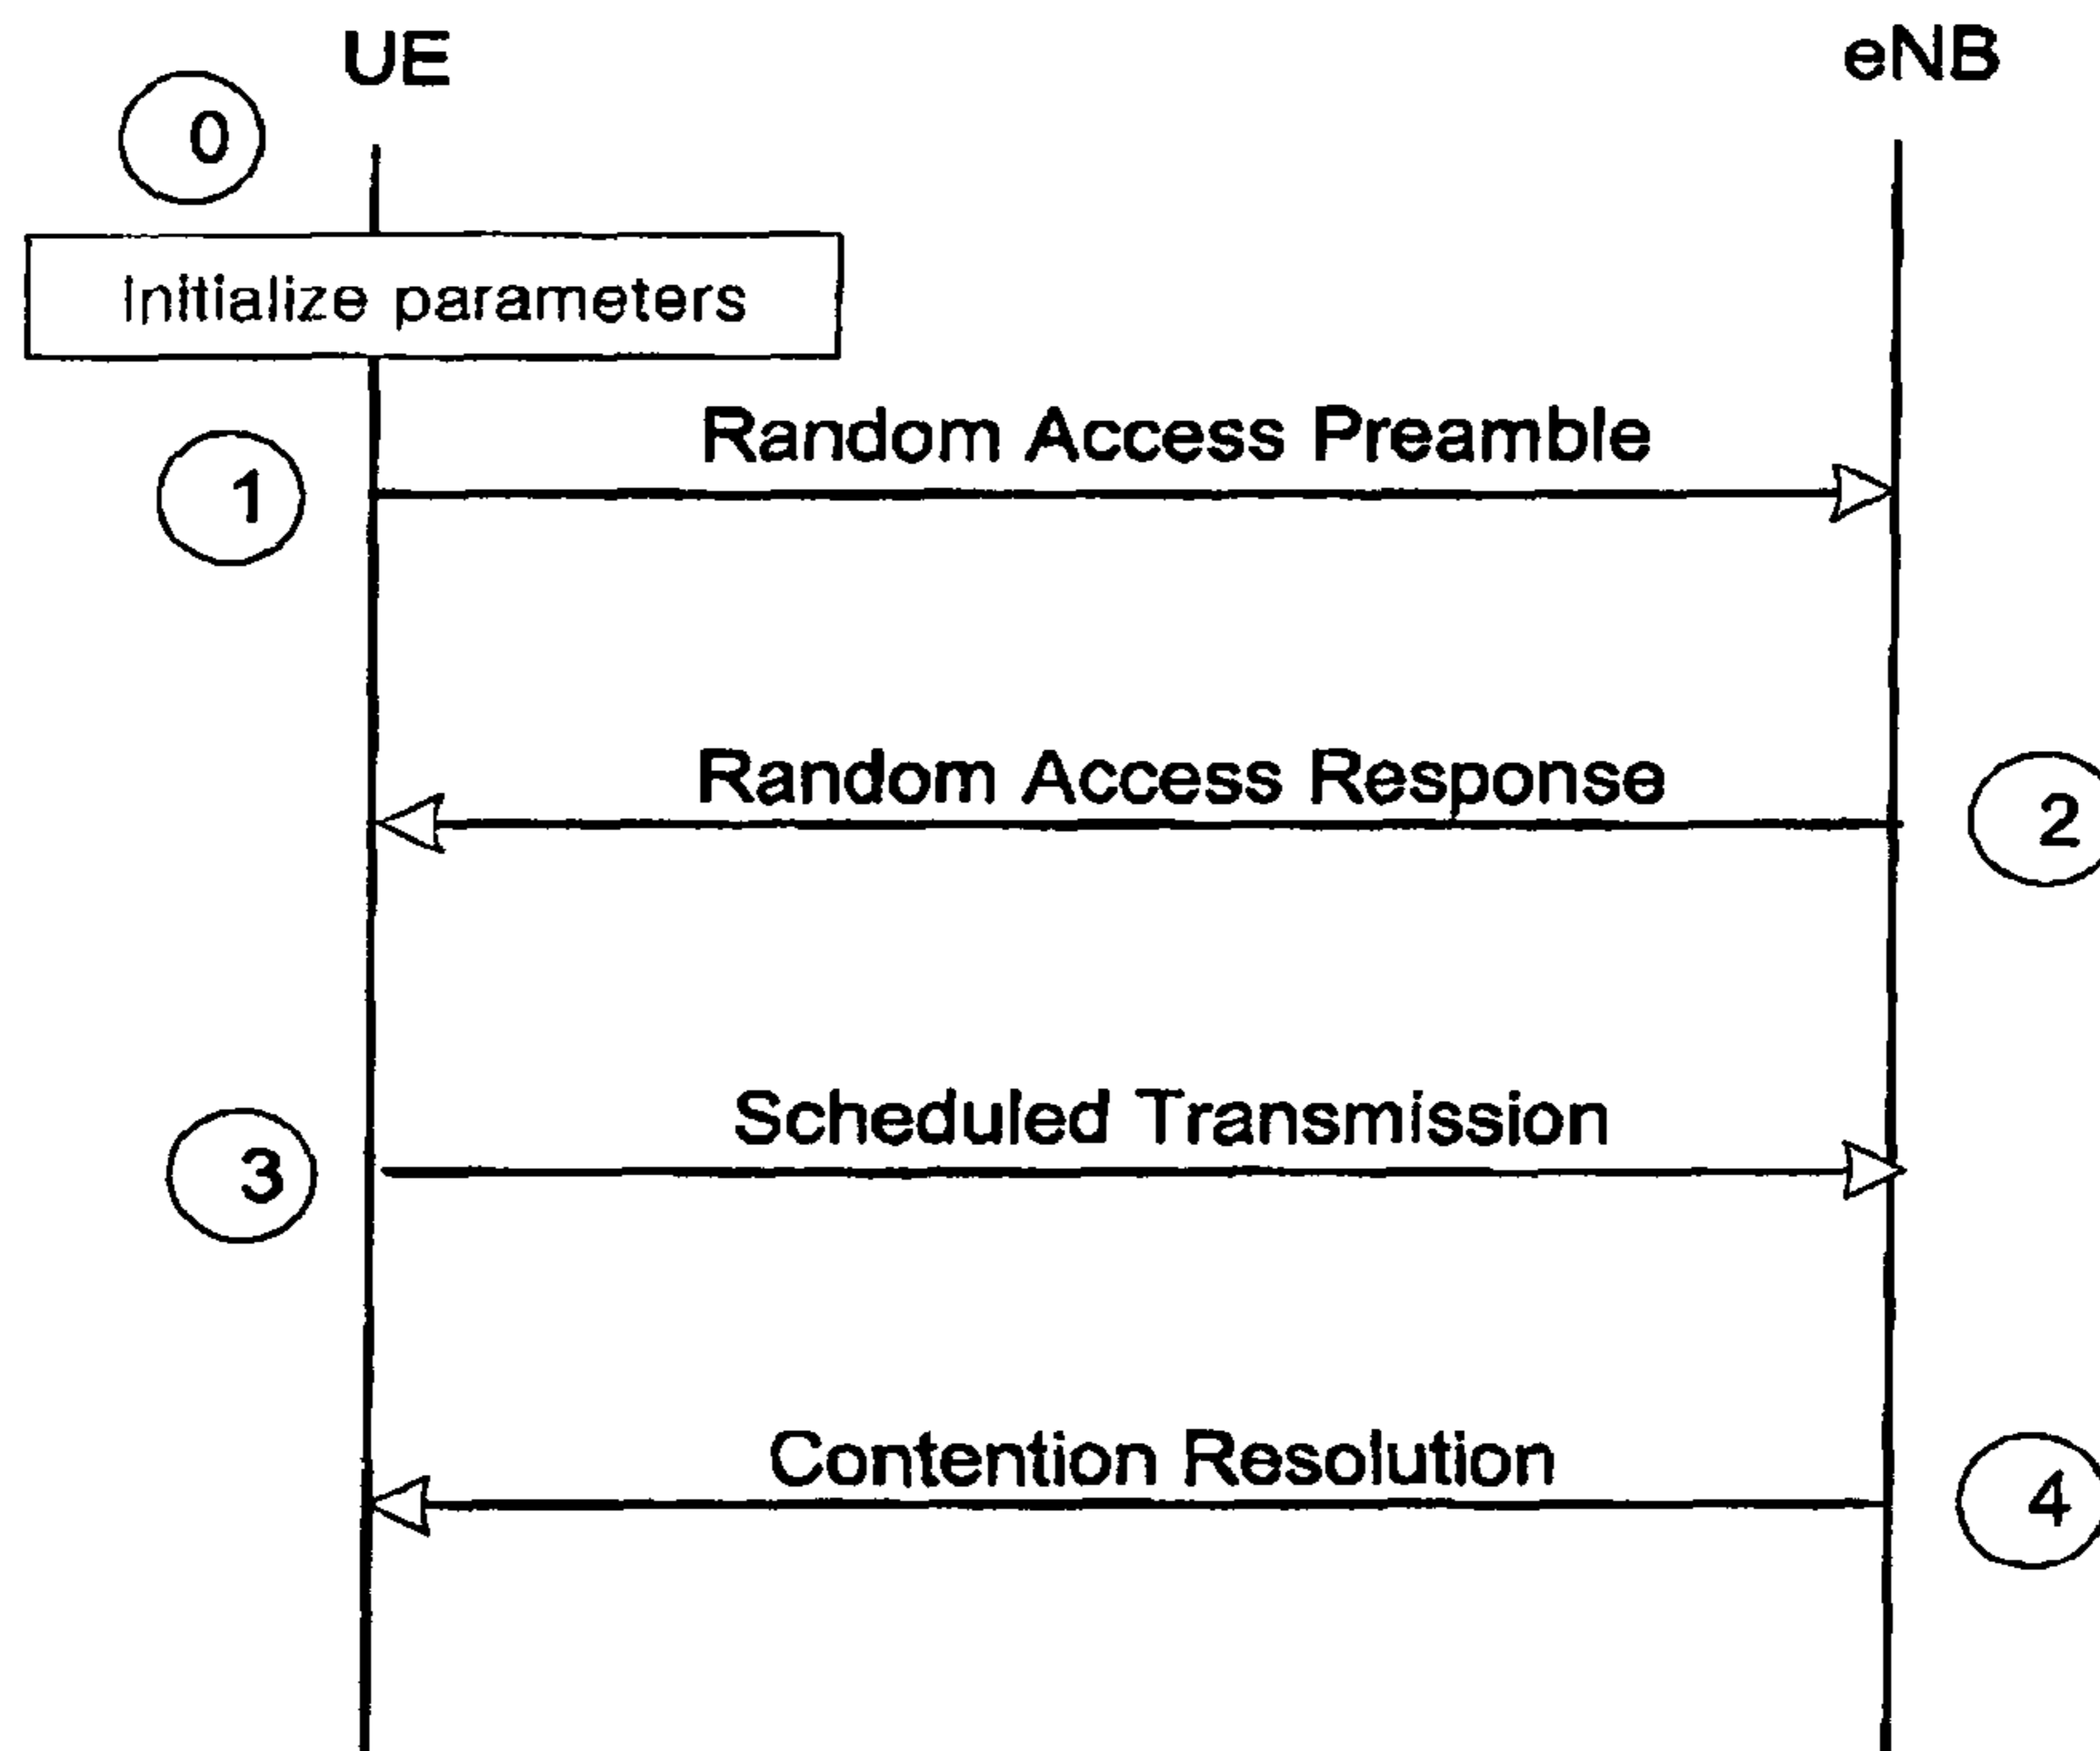 UE
eNB
0
Initialize parameters
Random Access Preamble
1
Random Access Response
2
Scheduled Transmission
3
Contention Resolution
4